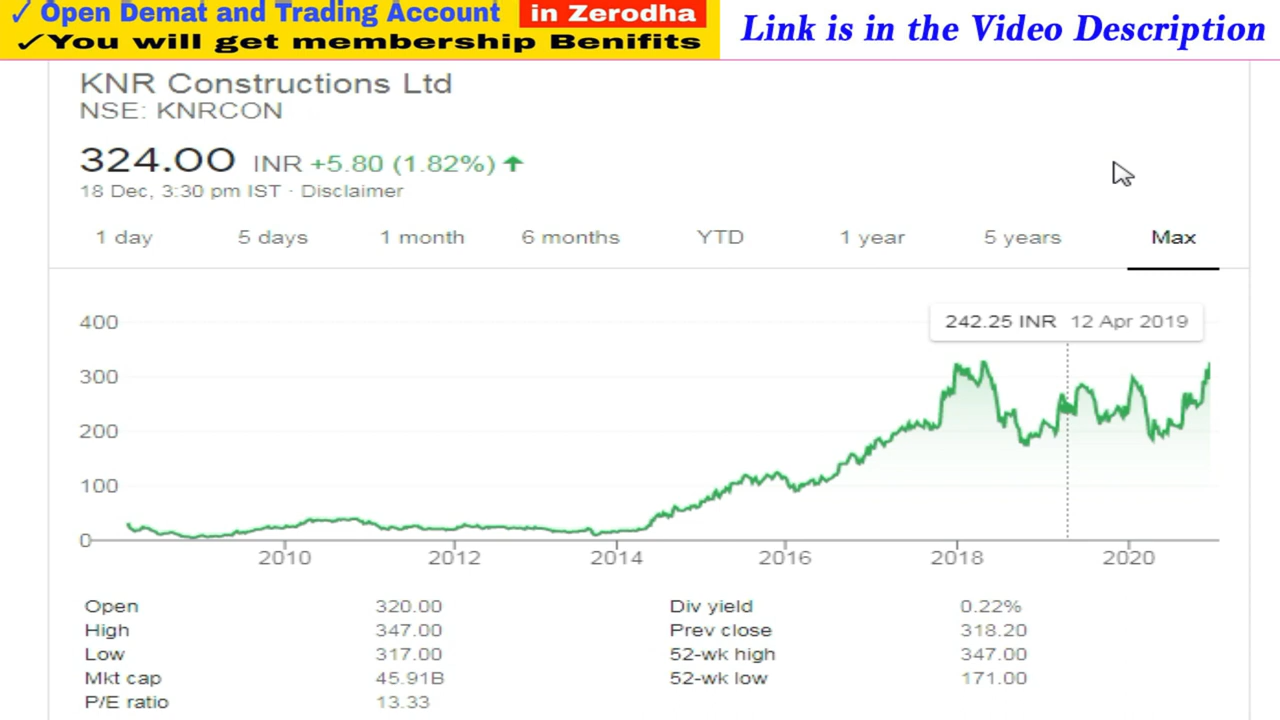 ✓ Open Demat and Trading Account in Zerodha
✓You will get membership Benifits
Link is in the Video Description
KNR Constructions Ltd
NSE: KNRCON
324.00 INR +5.80 (1.82%) ↑
18 Dec, 3:30 pm IST · Disclaimer
1 day 5 days 1 month 6 months YTD 1 year 5 years Max
242.25 INR 12 Apr 2019
400
300
200
100
0
2010 2012 2014 2016 2018 2020
Open 320.00 Div yield 0.22%
High 347.00 Prev close 318.20
Low 317.00 52-wk high 347.00
Mkt cap 45.91B 52-wk low 171.00
P/E ratio 13.33